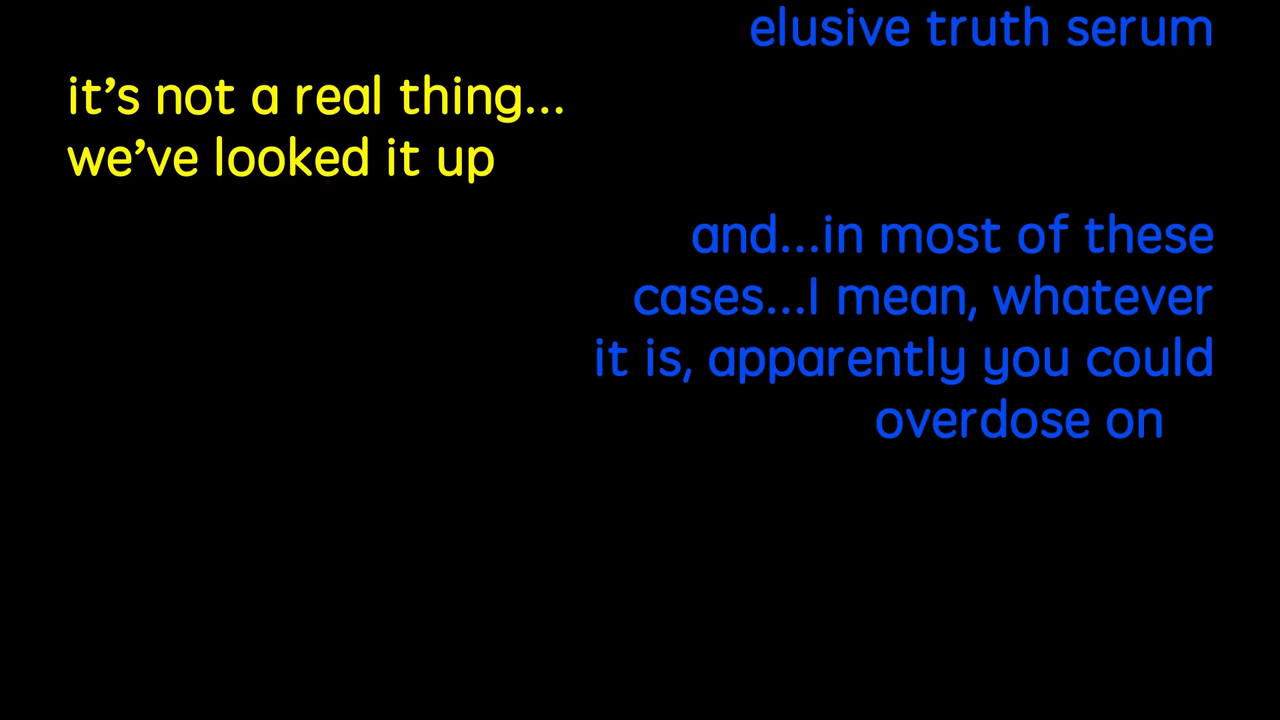 elusive truth serum
it’s not a real thing...
we’ve looked it up
and...in most of these
cases...I mean, whatever
it is, apparently you could
overdose on